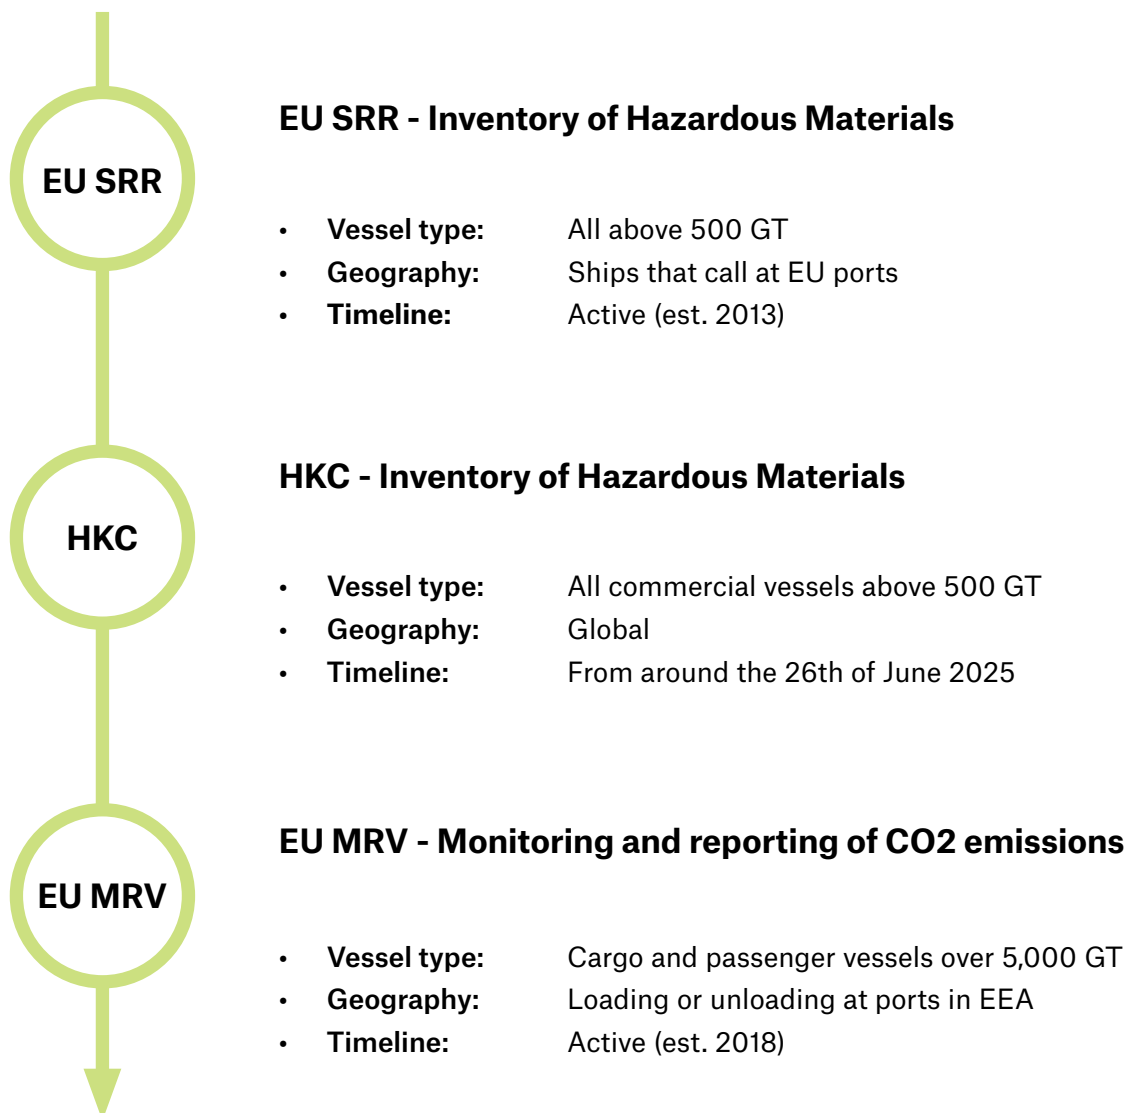 EU SRR
EU SRR - Inventory of Hazardous Materials
• Vessel type: All above 500 GT
• Geography: Ships that call at EU ports
• Timeline: Active (est. 2013)
HKC
HKC - Inventory of Hazardous Materials
• Vessel type: All commercial vessels above 500 GT
• Geography: Global
• Timeline: From around the 26th of June 2025
EU MRV
EU MRV - Monitoring and reporting of CO2 emissions
• Vessel type: Cargo and passenger vessels over 5,000 GT
• Geography: Loading or unloading at ports in EEA
• Timeline: Active (est. 2018)